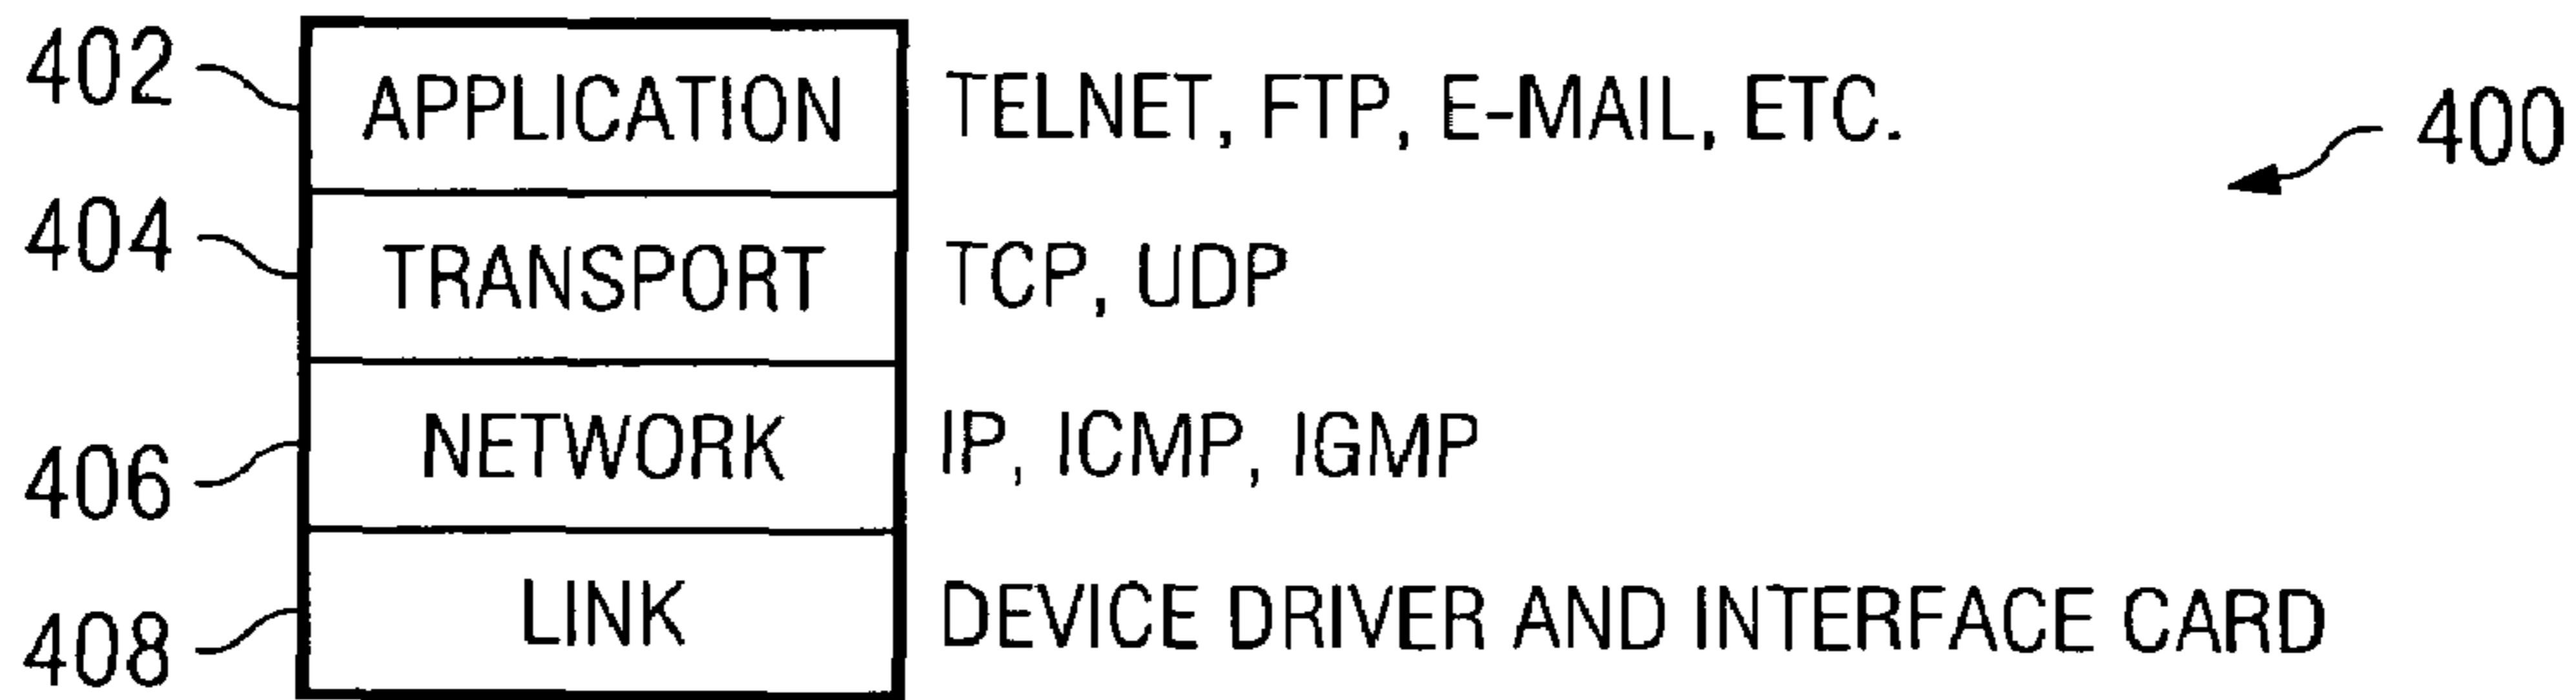 402 APPLICATION TELNET, FTP, E-MAIL, ETC.
400
404 TRANSPORT TCP, UDP
406 NETWORK IP, ICMP, IGMP
408 LINK DEVICE DRIVER AND INTERFACE CARD